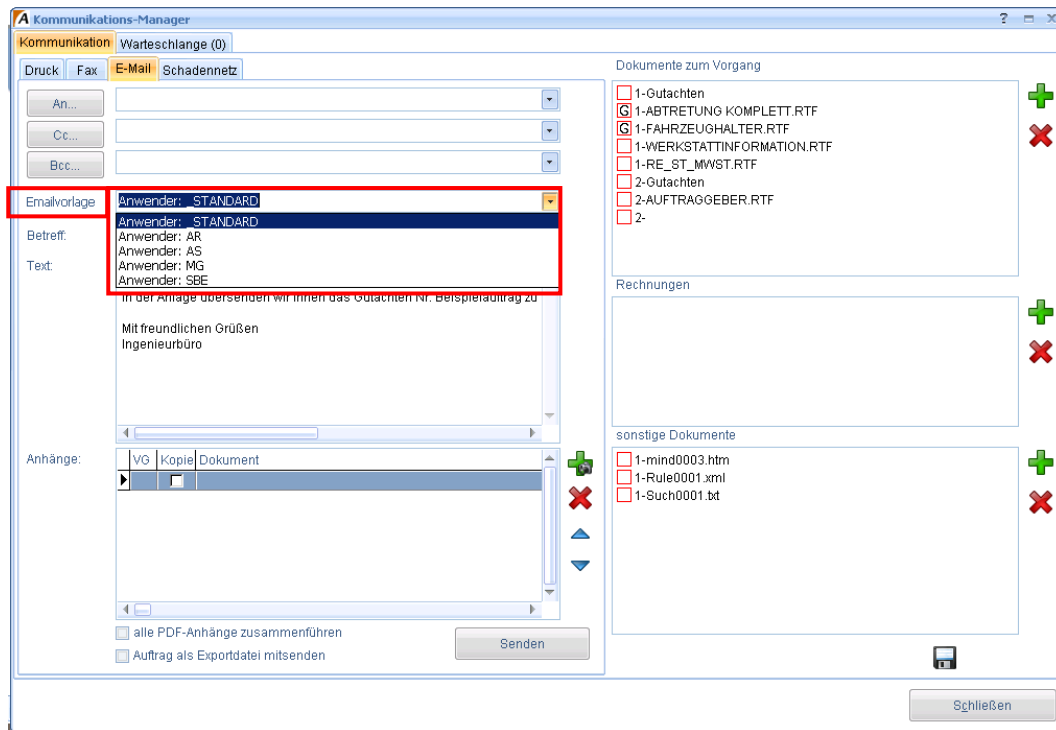 Kommunikations-Manager
Kommunikation Warteschlange (0)
Druck Fax E-Mail Schadennetz
An...
Cc...
Bcc...
Emailvorlage Anwender: _STANDARD
Anwender: _STANDARD
Anwender: AR
Anwender: AS
Anwender: MG
Anwender: SBE
Betreff:
Text:
In der Anlage übersenden wir Ihnen das Gutachten Nr. Beispielauftrag zu
Mit freundlichen Grüßen
Ingenieurbüro
Anhänge:
VG Kopie Dokument
alle PDF-Anhänge zusammenführen
Auftrag als Exportdatei mitsenden
Senden
Dokumente zum Vorgang
1-Gutachten
G 1-ABTRETUNG KOMPLETT.RTF
G 1-FAHRZEUGHALTER.RTF
1-WERKSTATTINFORMATION.RTF
1-RE_ST_MWST.RTF
2-Gutachten
2-AUFTRAGGEBER.RTF
2-
Rechnungen
sonstige Dokumente
1-mind0003.htm
1-Rule0001.xml
1-Such0001.txt
Schließen